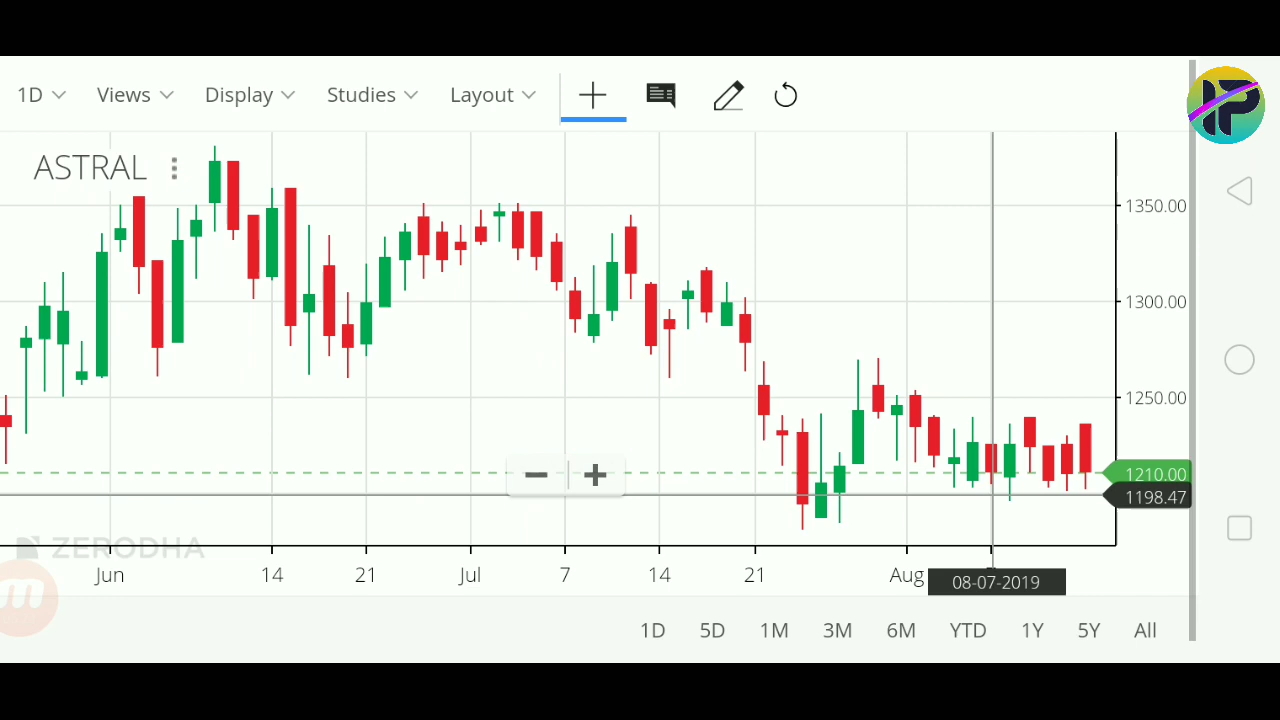 1D Views Display Studies Layout
IP
ASTRAL
1350.00
1300.00
1250.00
1210.00
1198.47
ZERODHA
Jun 14 21 Jul 7 14 21 Aug
08-07-2019
1D 5D 1M 3M 6M YTD 1Y 5Y All